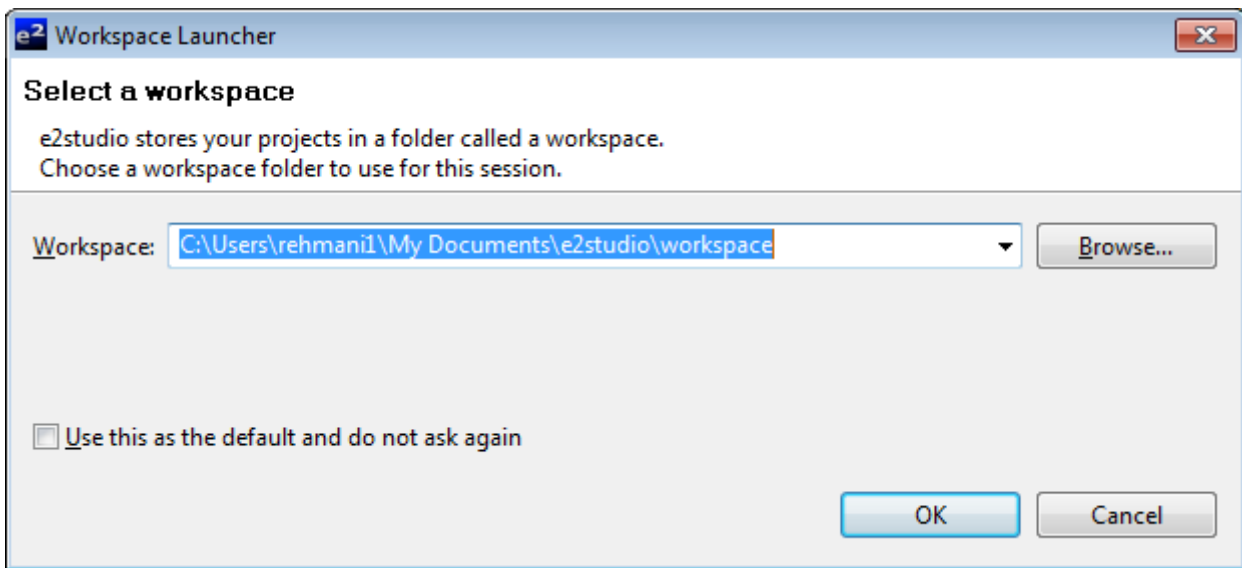 e² Workspace Launcher
Select a workspace
e2studio stores your projects in a folder called a workspace.
Choose a workspace folder to use for this session.
Workspace: C:\Users\rehmani1\My Documents\e2studio\workspace Browse...
Use this as the default and do not ask again
OK Cancel